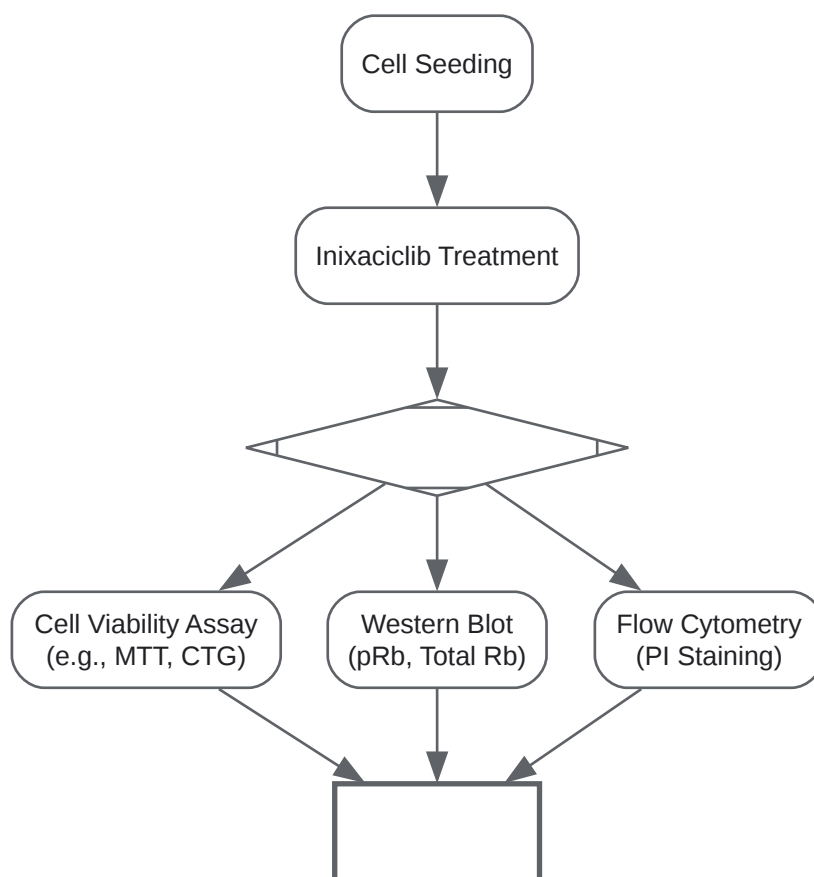 Cell Seeding
Inixaciclib Treatment
Cell Viability Assay
(e.g., MTT, CTG)
Western Blot
(pRb, Total Rb)
Flow Cytometry
(PI Staining)